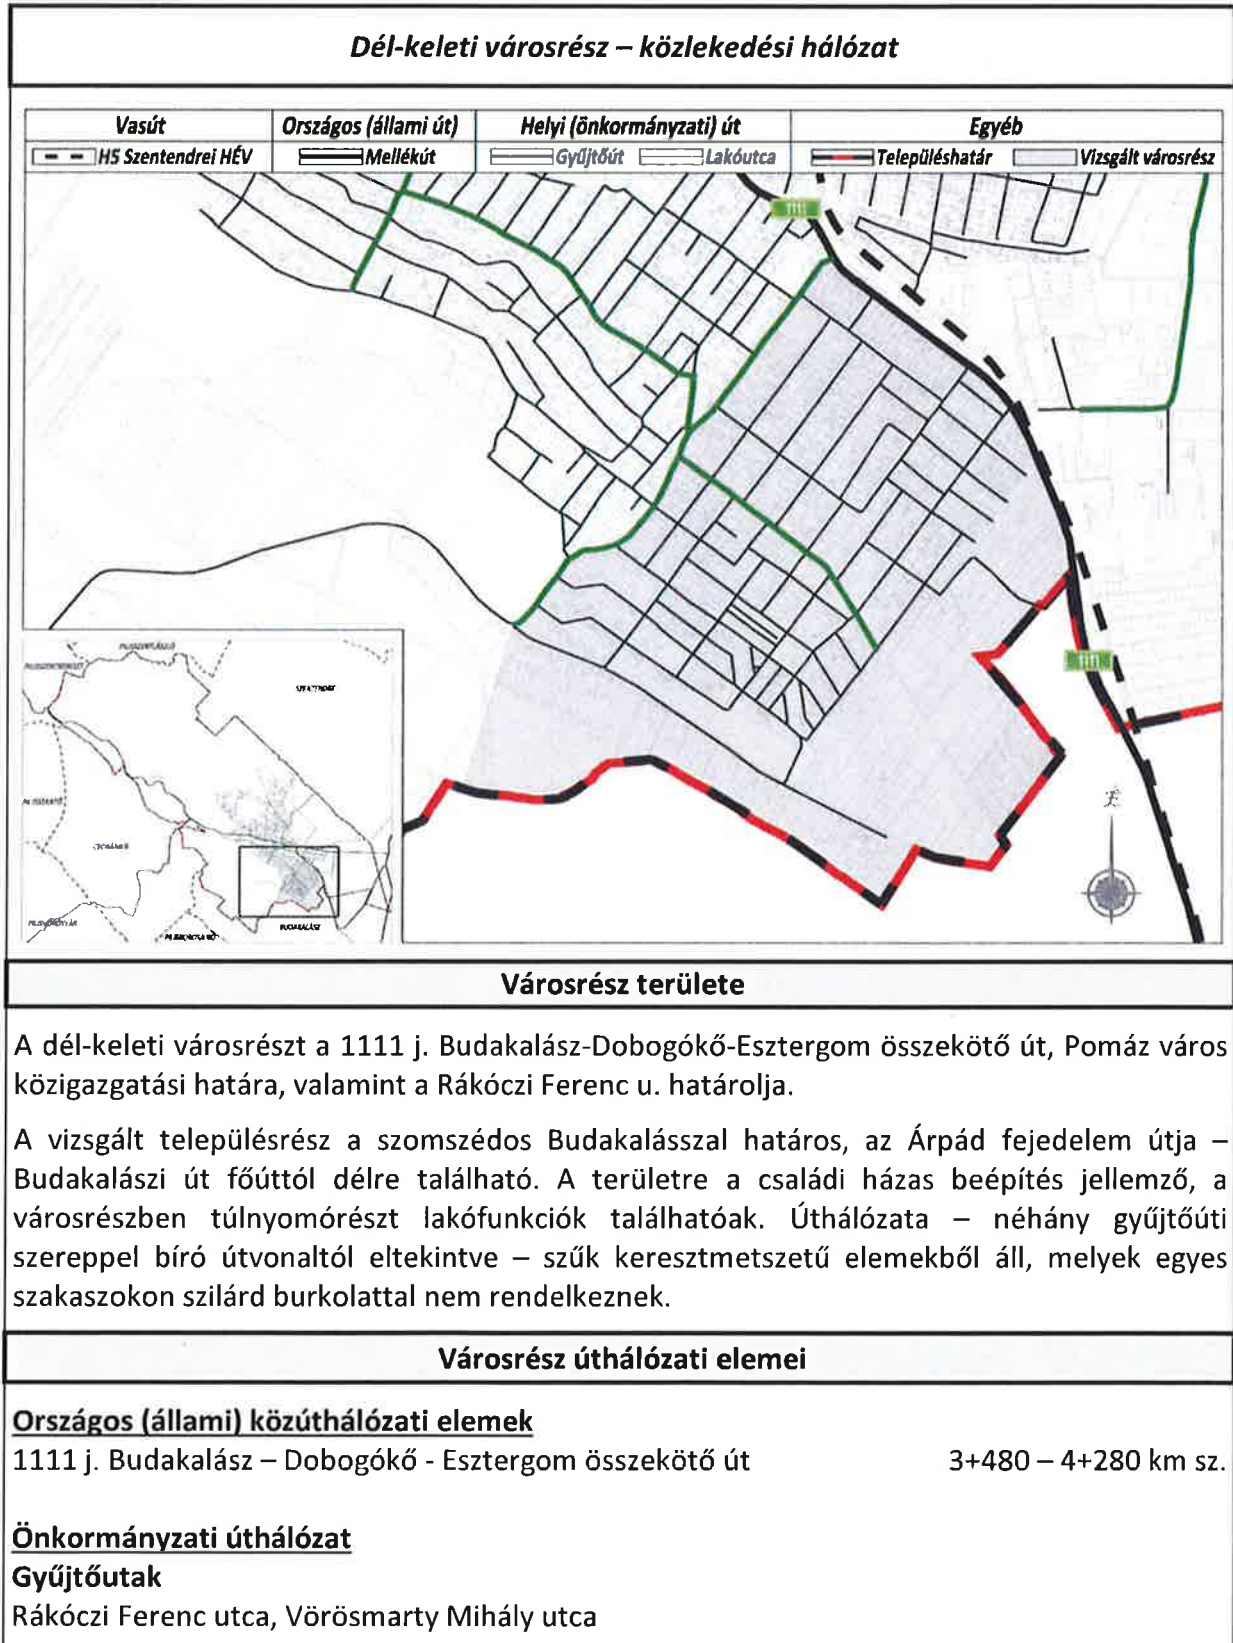 Dél-keleti városrész – közlekedési hálózat
Vasút
Országos (állami út)
Helyi (önkormányzati) út
Egyéb
H5 Szentendrei HÉV
Mellékút
Gyűjtőút
Lakóutca
Településhatár
Vizsgált városrész
1111
1111
É
BUDAKALÁSZ
Városrész területe
A dél-keleti városrészt a 1111 j. Budakalász-Dobogókő-Esztergom összekötő út, Pomáz város
közigazgatási határa, valamint a Rákóczi Ferenc u. határolja.
A vizsgált településrész a szomszédos Budakalásszal határos, az Árpád fejedelem útja –
Budakalászi út főúttól délre található. A területre a családi házas beépítés jellemző, a
városrészben túlnyomórészt lakófunkciók találhatóak. Úthálózata – néhány gyűjtőúti
szereppel bíró útvonaltól eltekintve – szűk keresztmetszetű elemekből áll, melyek egyes
szakaszokon szilárd burkolattal nem rendelkeznek.
Városrész úthálózati elemei
Országos (állami) közúthálózati elemek
1111 j. Budakalász – Dobogókő - Esztergom összekötő út 3+480 – 4+280 km sz.
Önkormányzati úthálózat
Gyűjtőutak
Rákóczi Ferenc utca, Vörösmarty Mihály utca